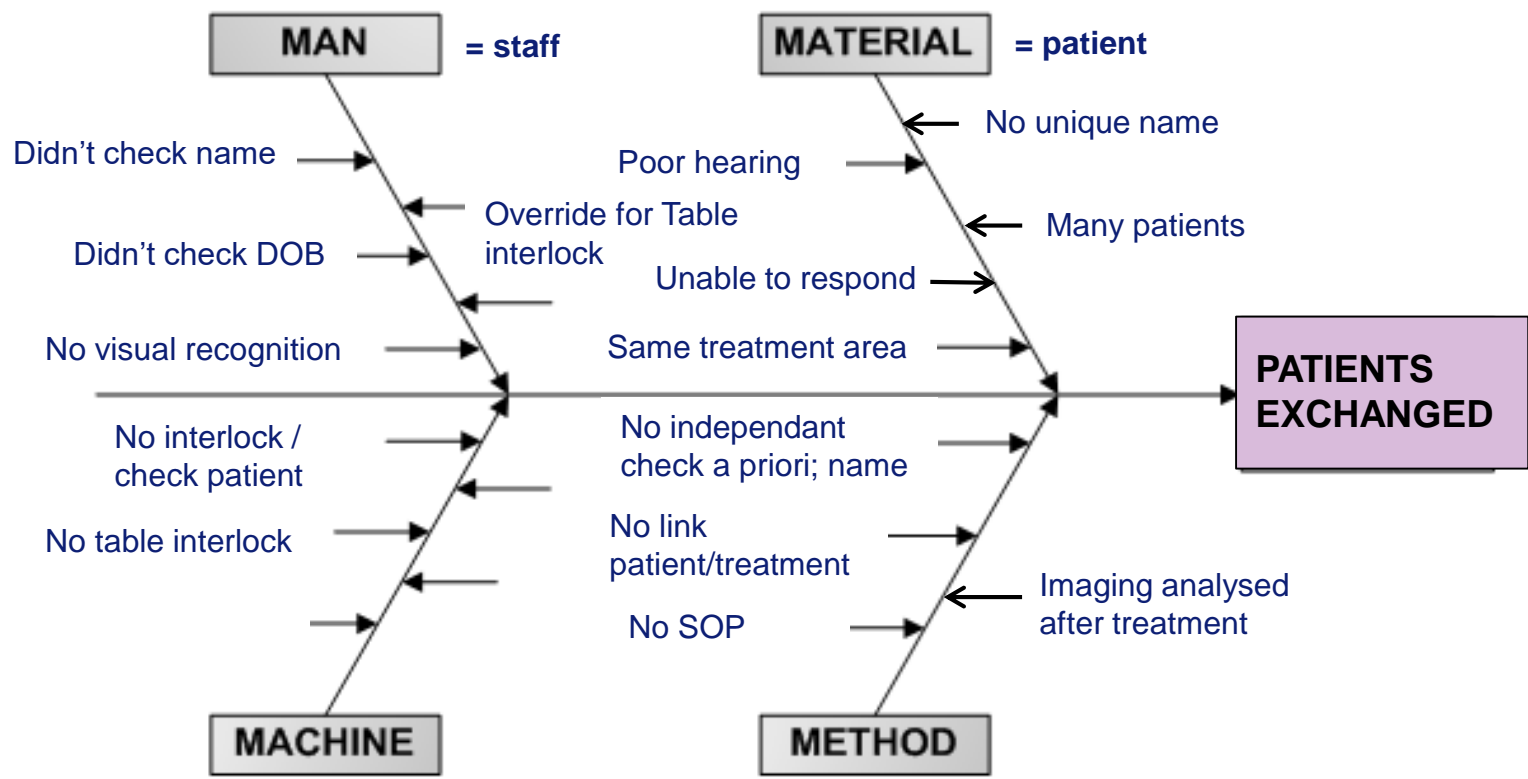 MAN
= staff
MATERIAL
= patient
Didn’t check name
Override for Table
interlock
Didn’t check DOB
No visual recognition
No unique name
Poor hearing
Many patients
Unable to respond
Same treatment area
PATIENTS
EXCHANGED
No interlock /
check patient
No table interlock
No independant
check a priori; name
No link
patient/treatment
Imaging analysed
after treatment
No SOP
MACHINE
METHOD